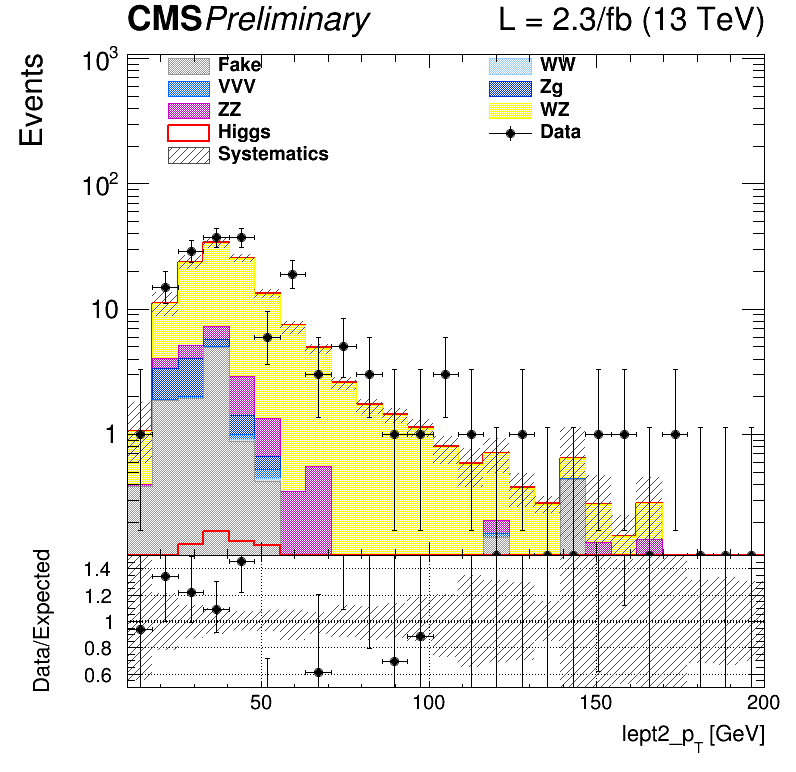 CMS Preliminary L = 2.3/fb (13 TeV)
Events
10³
10²
10
1
Fake
VVV
ZZ
Higgs
Systematics
WW
Zg
WZ
Data
Data/Expected
1.4
1.2
1
0.8
0.6
50 100 150 200
lept2_p_T [GeV]